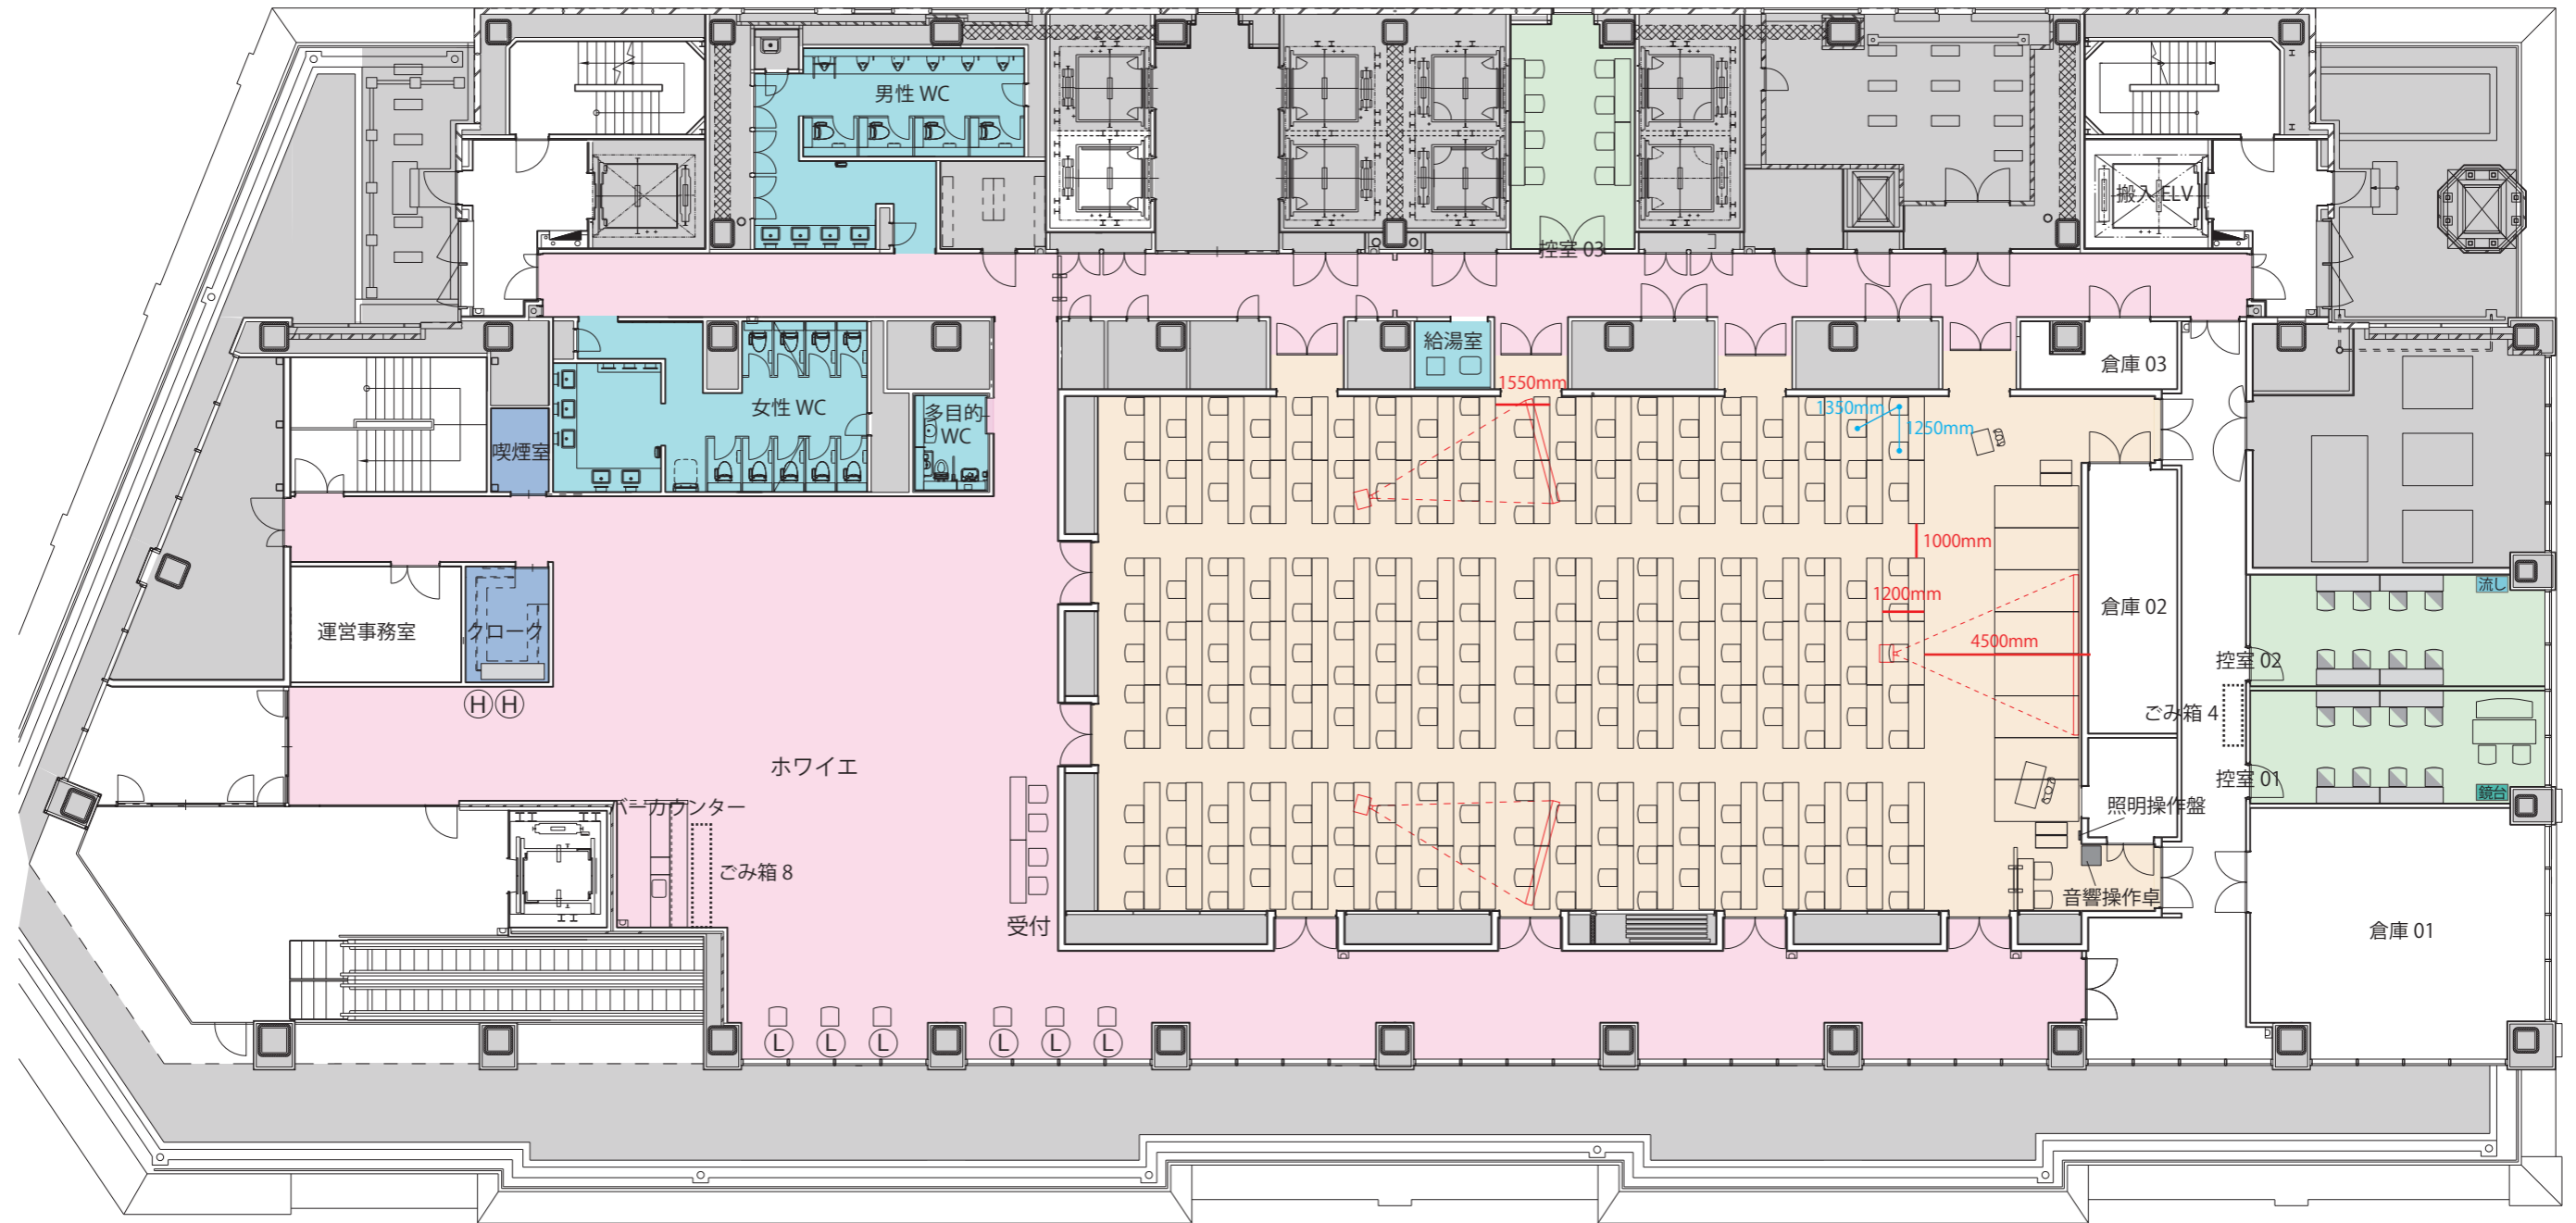 男性 WC
搬入 ELV
控室 03
給湯室
倉庫 03
1550mm
1350mm
1250mm
女性 WC
多目的
WC
喫煙室
1000mm
1200mm
4500mm
倉庫 02
流し
控室 02
運営事務室
クローク
H H
ごみ箱 4
ホワイエ
控室 01
鏡台
バーカウンター
照明操作盤
ごみ箱 8
音響操作卓
受付
倉庫 01
L L L L L L